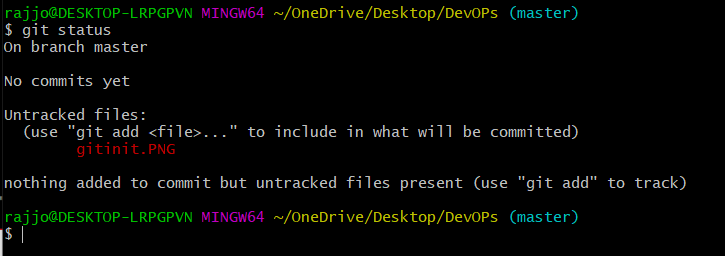 rajjo@DESKTOP-LRPGPVN MINGW64 ~/OneDrive/Desktop/DevOPs (master)
$ git status
On branch master
No commits yet
Untracked files:
  (use "git add <file>..." to include in what will be committed)
        gitinit.PNG
nothing added to commit but untracked files present (use "git add" to track)
rajjo@DESKTOP-LRPGPVN MINGW64 ~/OneDrive/Desktop/DevOPs (master)
$